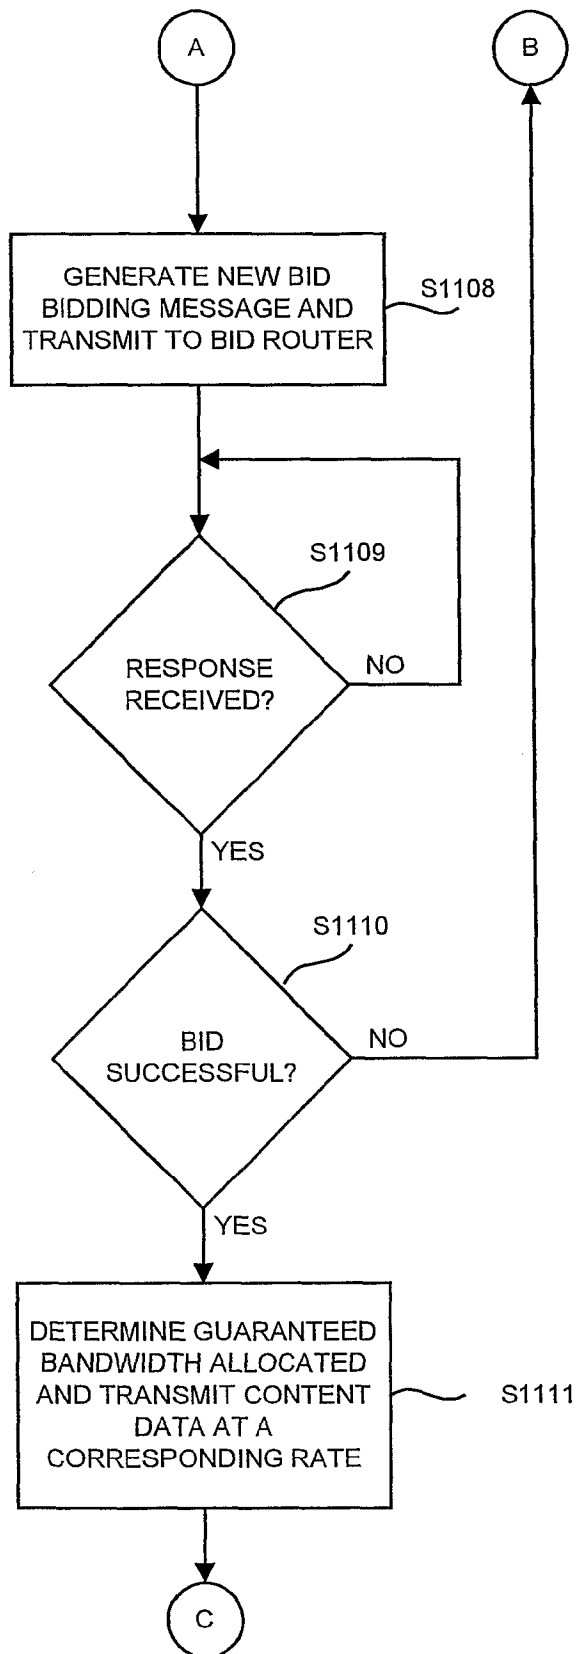 A
B
GENERATE NEW BID
BIDDING MESSAGE AND
TRANSMIT TO BID ROUTER
S1108
S1109
RESPONSE
RECEIVED?
NO
YES
S1110
BID
SUCCESSFUL?
NO
YES
DETERMINE GUARANTEED
BANDWIDTH ALLOCATED
AND TRANSMIT CONTENT
DATA AT A
CORRESPONDING RATE
S1111
C